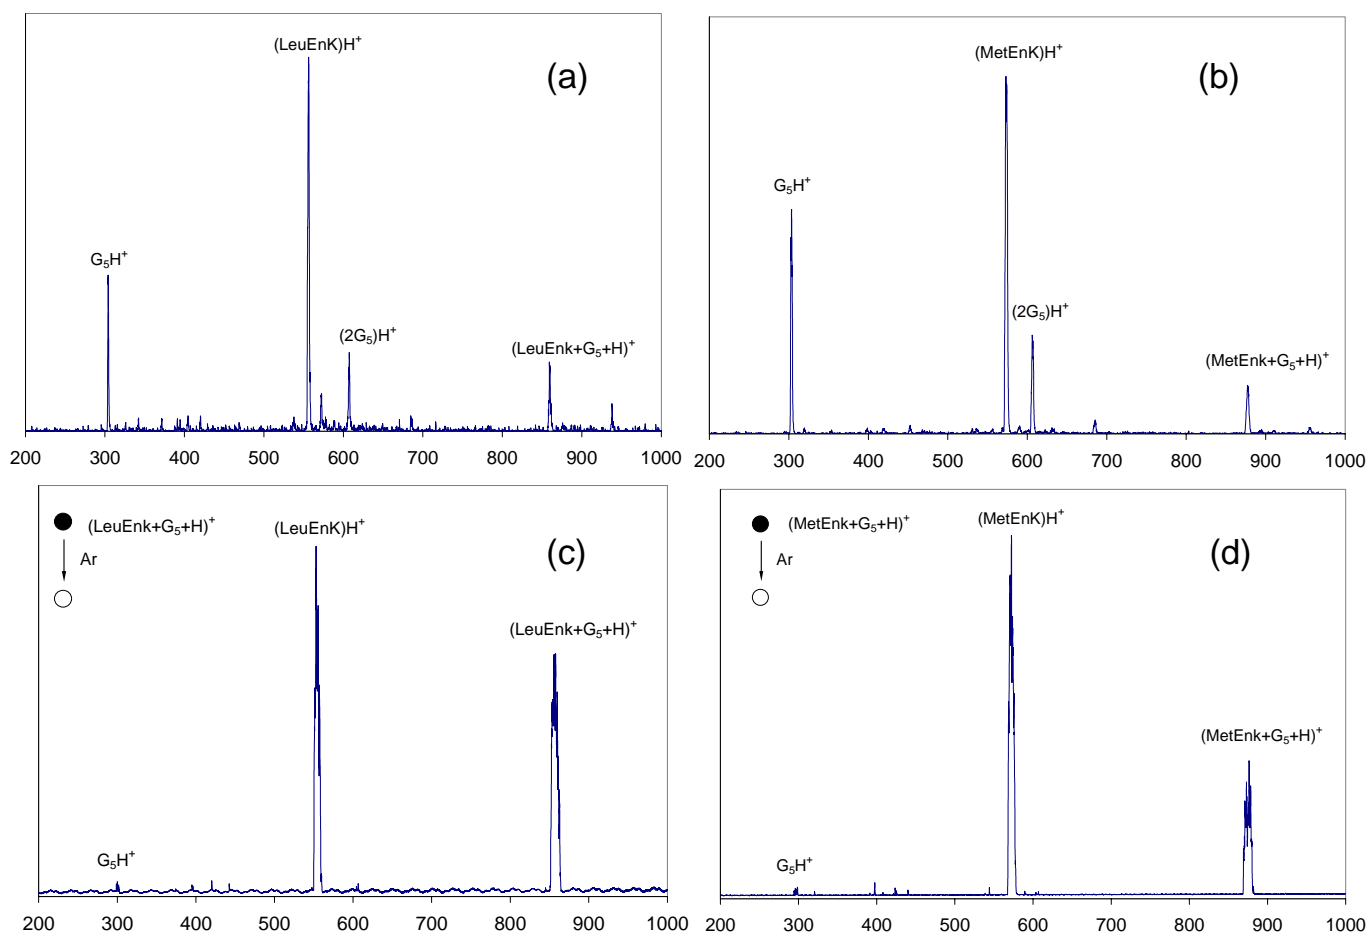 (LeuEnK)H⁺
(a)
G₅H⁺
(2G₅)H⁺
(LeuEnk+G₅+H)⁺
200 300 400 500 600 700 800 900 1000
(MetEnK)H⁺
(b)
G₅H⁺
(2G₅)H⁺
(MetEnk+G₅+H)⁺
200 300 400 500 600 700 800 900 1000
(LeuEnk+G₅+H)⁺
Ar
(LeuEnK)H⁺
(c)
(LeuEnk+G₅+H)⁺
G₅H⁺
200 300 400 500 600 700 800 900 1000
(MetEnk+G₅+H)⁺
Ar
(MetEnK)H⁺
(d)
(MetEnk+G₅+H)⁺
G₅H⁺
200 300 400 500 600 700 800 900 1000